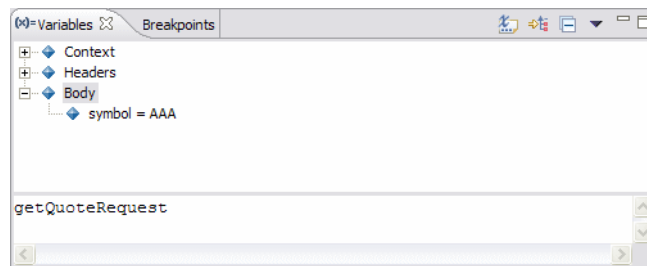 (x)= Variables Breakpoints
Context
Headers
Body
symbol = AAA
getQuoteRequest